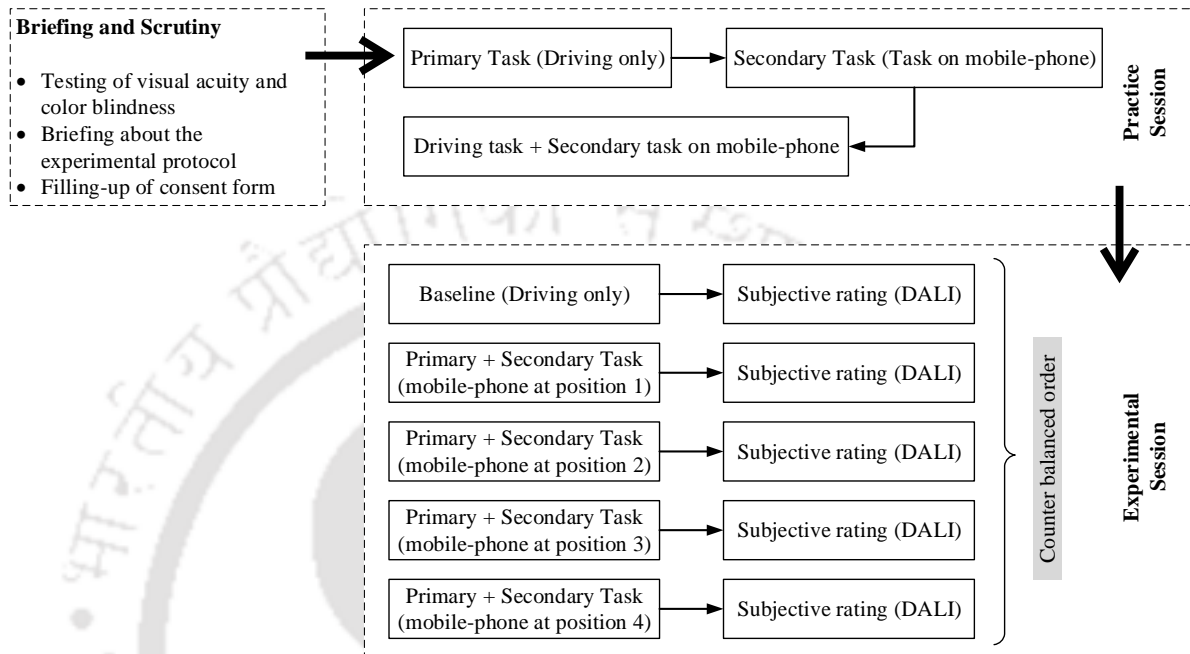 Briefing and Scrutiny
• Testing of visual acuity and
color blindness
• Briefing about the
experimental protocol
• Filling-up of consent form
Primary Task (Driving only)
Secondary Task (Task on mobile-phone)
Driving task + Secondary task on mobile-phone
Practice
Session
Baseline (Driving only)
Subjective rating (DALI)
Primary + Secondary Task
(mobile-phone at position 1)
Subjective rating (DALI)
Primary + Secondary Task
(mobile-phone at position 2)
Subjective rating (DALI)
Primary + Secondary Task
(mobile-phone at position 3)
Subjective rating (DALI)
Primary + Secondary Task
(mobile-phone at position 4)
Subjective rating (DALI)
Counter balanced order
Experimental
Session
भारतीय प्रौद्योगिकी